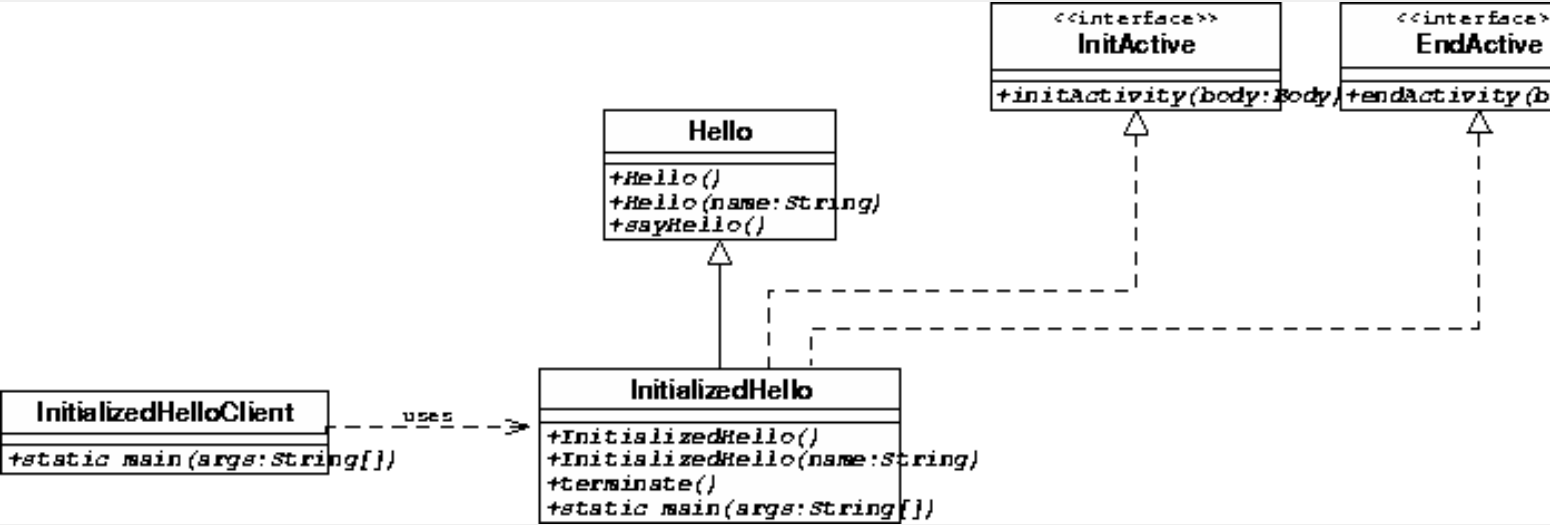 <<interface>>
InitActive
+initActivity(body:Body)
<<interface>
EndActive
+endActivity(b
Hello
+Hello()
+Hello(name:String)
+sayHello()
InitializedHelloClient
+static main(args:String[])
uses
InitializedHello
+InitializedHello()
+InitializedHello(name:String)
+terminate()
+static main(args:String[])